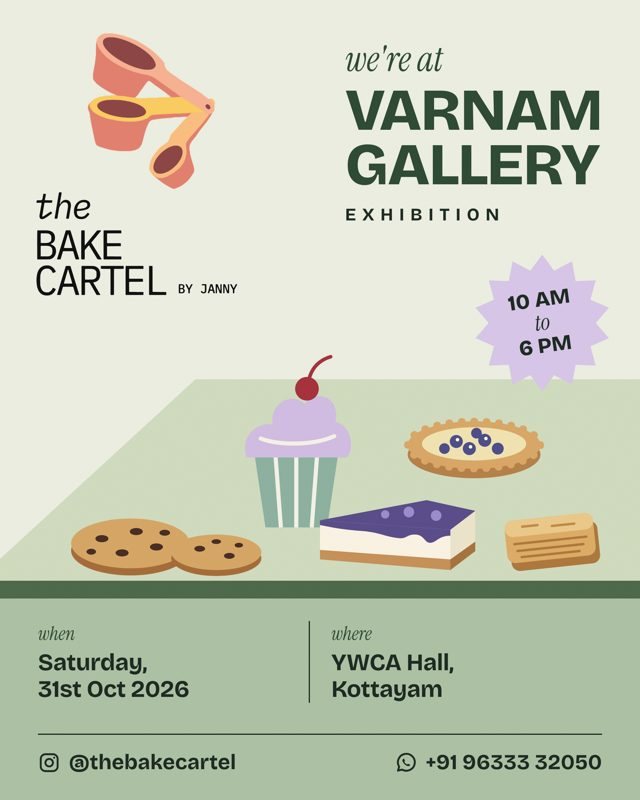 we're at
VARNAM
GALLERY
EXHIBITION
the
BAKE
CARTEL BY JANNY
10 AM
to
6 PM
when
Saturday,
31st Oct 2026
where
YWCA Hall,
Kottayam
@thebakecartel
+91 96333 32050